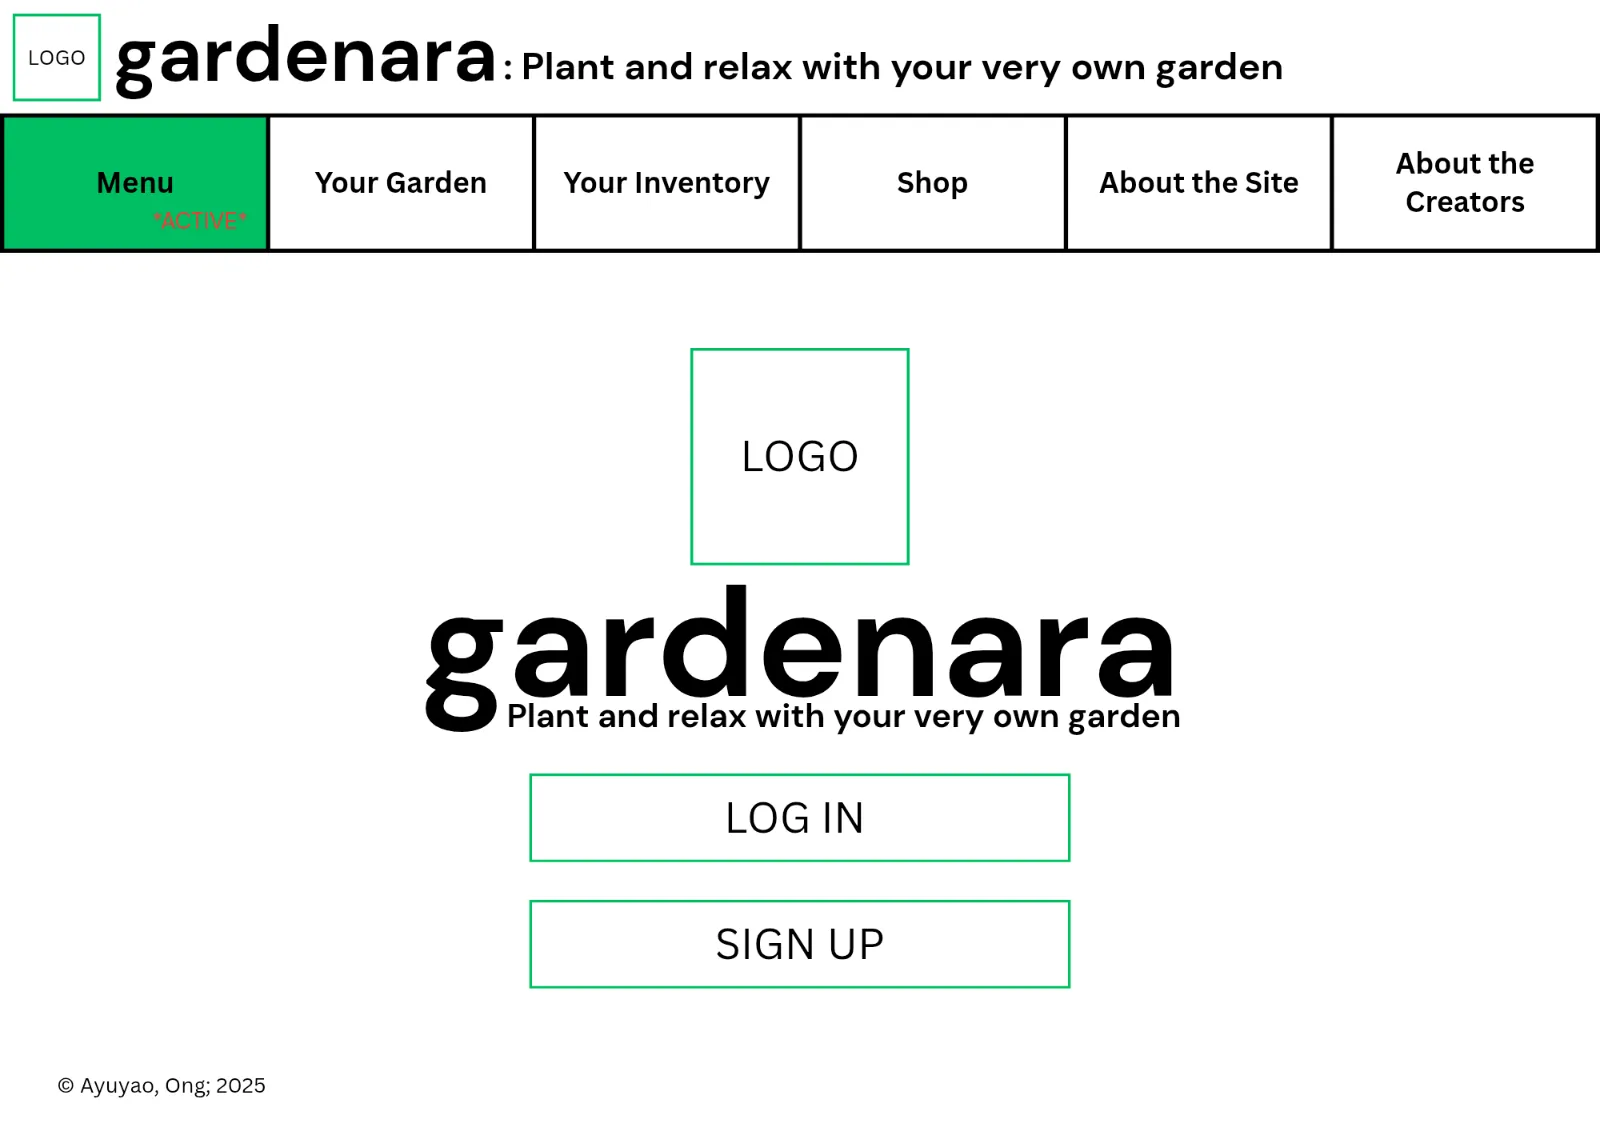 LOGO
gardenara : Plant and relax with your very own garden
Menu
*ACTIVE*
Your Garden
Your Inventory
Shop
About the Site
About the
Creators
LOGO
gardenara
Plant and relax with your very own garden
LOG IN
SIGN UP
© Ayuyao, Ong; 2025